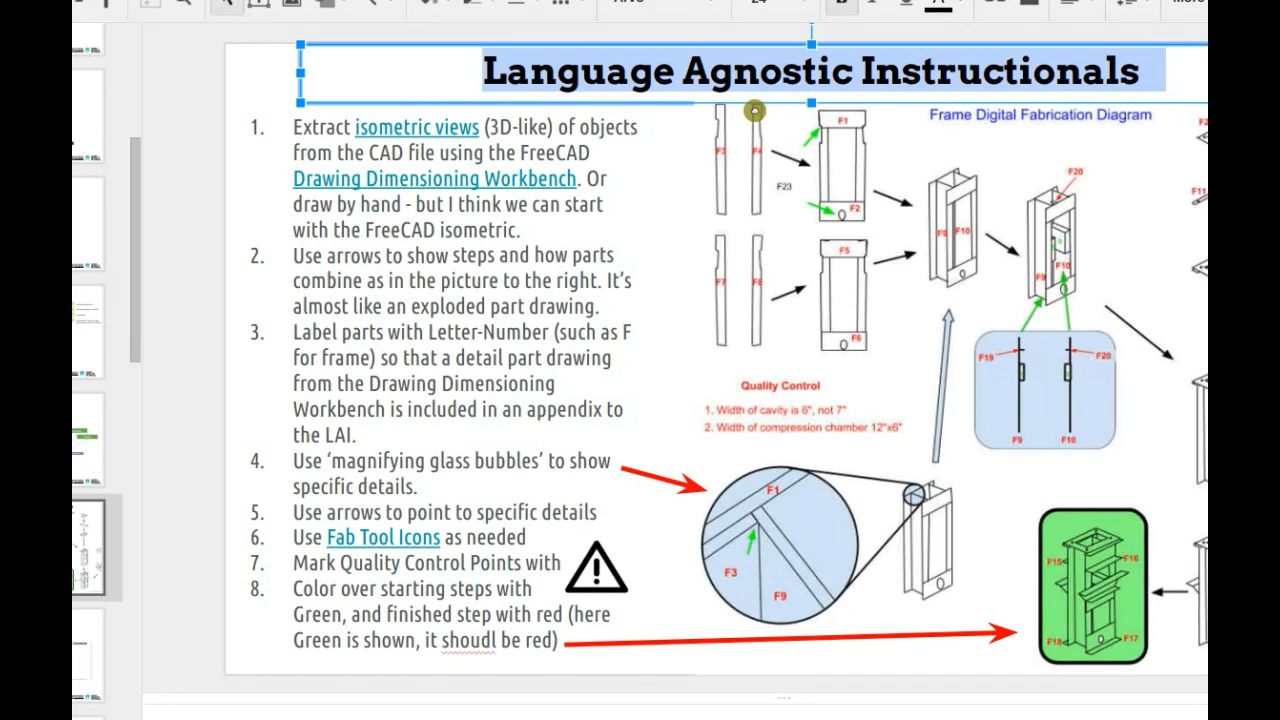 Language Agnostic Instructionals
1. Extract isometric views (3D-like) of objects
from the CAD file using the FreeCAD
Drawing Dimensioning Workbench. Or
draw by hand - but I think we can start
with the FreeCAD isometric.
2. Use arrows to show steps and how parts
combine as in the picture to the right. It's
almost like an exploded part drawing.
3. Label parts with Letter-Number (such as F
for frame) so that a detail part drawing
from the Drawing Dimensioning
Workbench is included in an appendix to
the LAI.
4. Use ‘magnifying glass bubbles’ to show
specific details.
5. Use arrows to point to specific details
6. Use Fab Tool Icons as needed
7. Mark Quality Control Points with
8. Color over starting steps with
Green, and finished step with red (here
Green is shown, it shoudl be red)
Frame Digital Fabrication Diagram
F3
F4
F1
F23
F2
F9
F10
F20
F9
F10
F11
F7
F8
F5
F6
F19
F20
F9
F10
Quality Control
1. Width of cavity is 6", not 7"
2. Width of compression chamber 12"x6"
F1
F3
F9
F15
F16
F18
F17